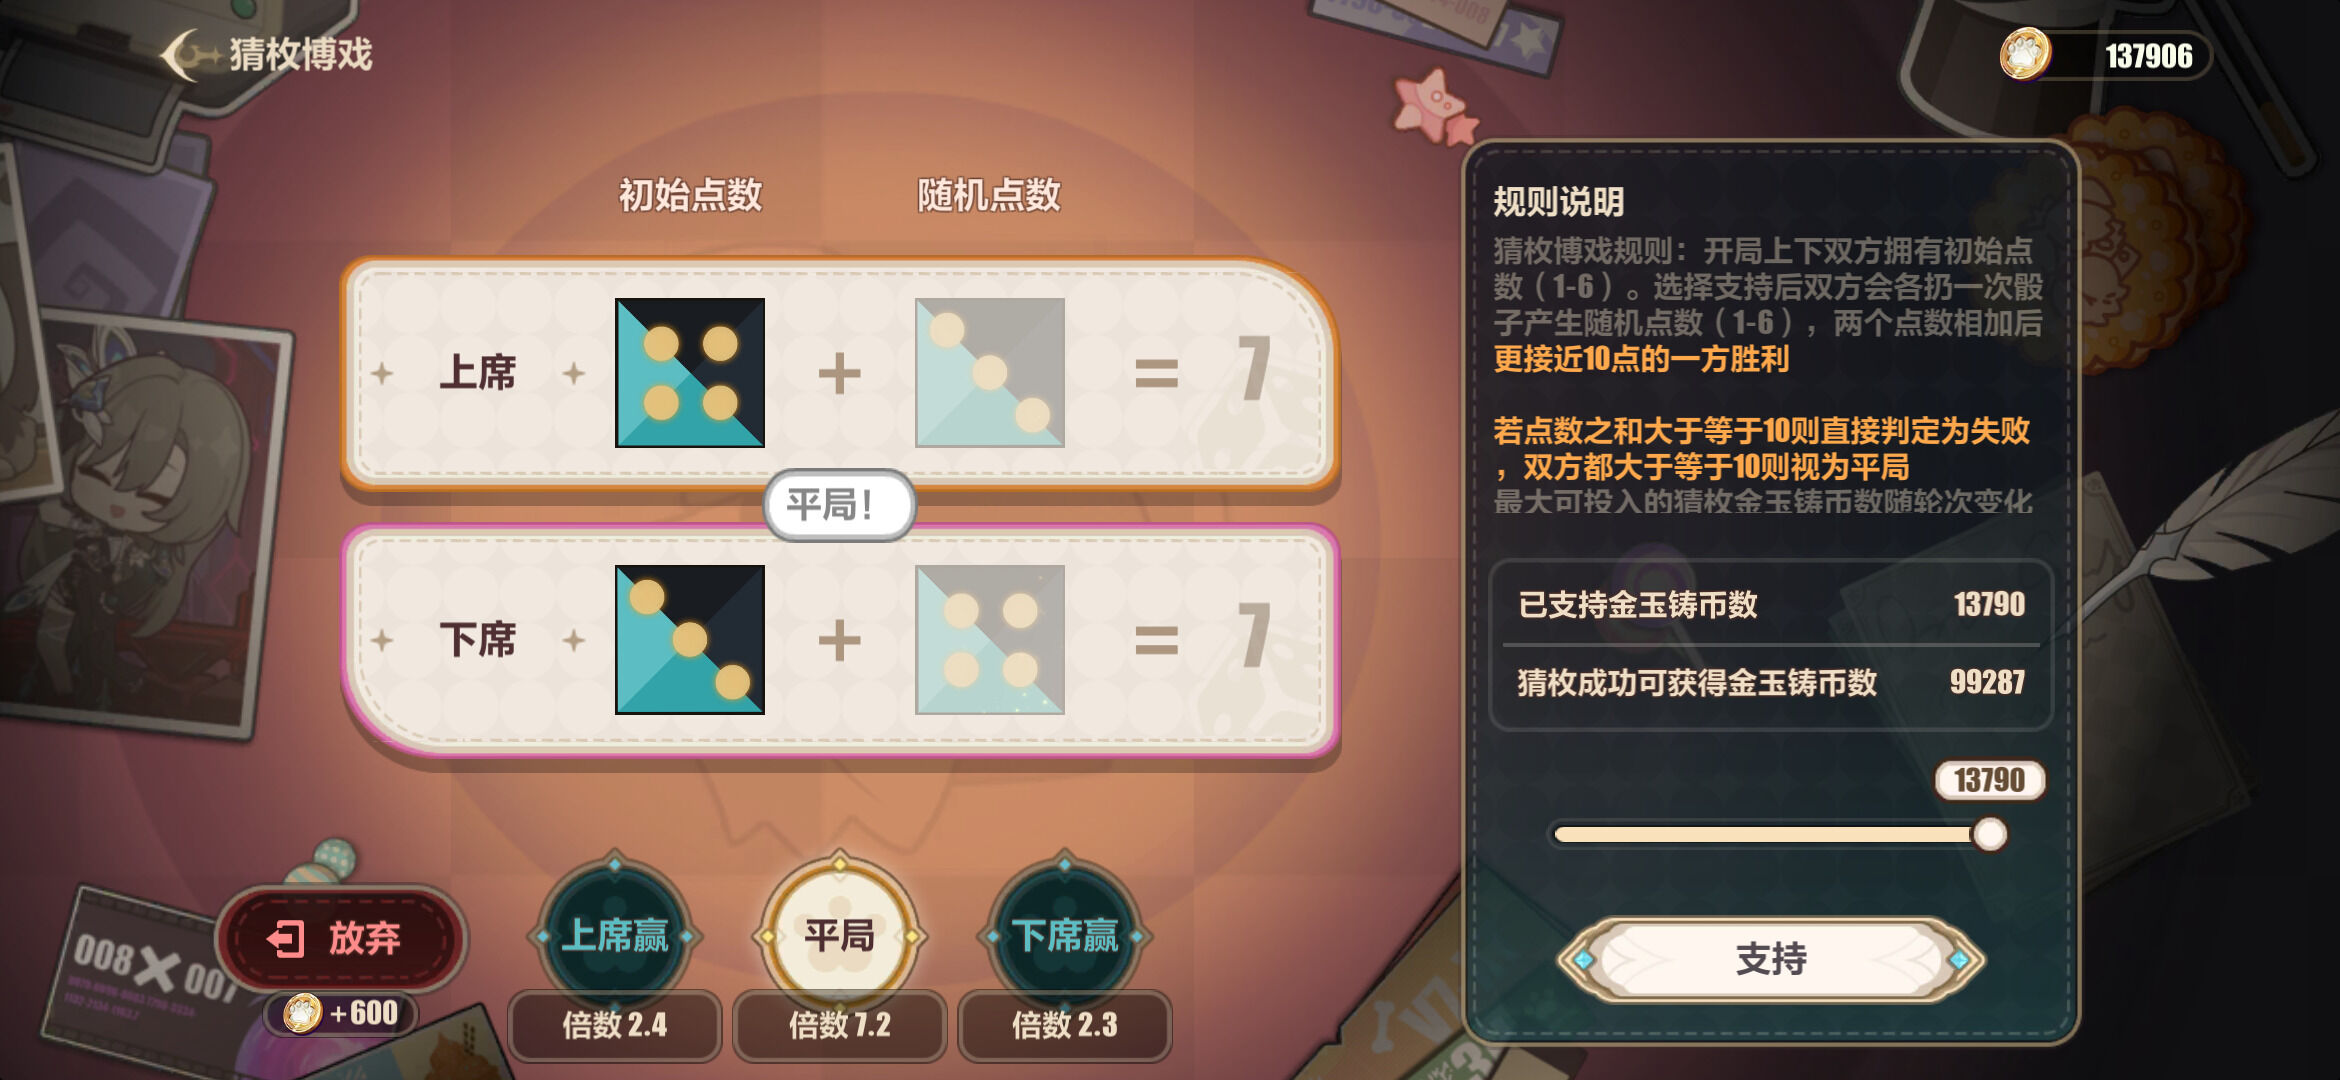 猜枚博戏
137906
初始点数
随机点数
上席
+
=
7
平局！
下席
+
=
7
规则说明
猜枚博戏规则：开局上下双方拥有初始点
数（1-6）。选择支持后双方会各扔一次骰
子产生随机点数（1-6），两个点数相加后
更接近10点的一方胜利
若点数之和大于等于10则直接判定为失败
，双方都大于等于10则视为平局
最大可投入的猜枚金玉铸币数随轮次变化
已支持金玉铸币数
13790
猜枚成功可获得金玉铸币数
99287
13790
支持
放弃
+600
上席赢
倍数 2.4
平局
倍数 7.2
下席赢
倍数 2.3
008×007